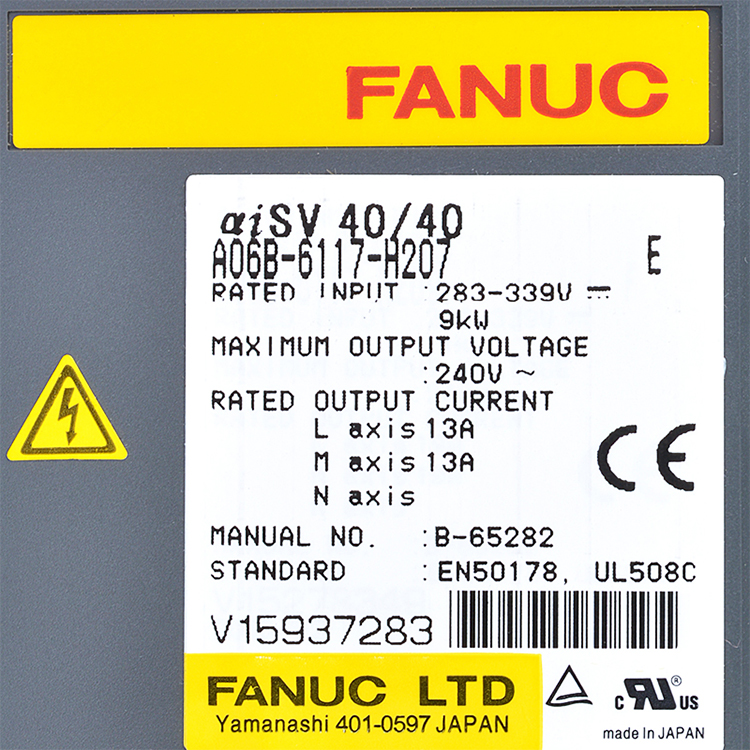 FANUC
αiSV 40/40
A06B-6117-H207 E
RATED INPUT :283-339V ⎓
9kW
MAXIMUM OUTPUT VOLTAGE
:240V ~
RATED OUTPUT CURRENT
L axis 13A
M axis 13A
N axis
MANUAL NO. :B-65282
STANDARD :EN50178, UL508C
CE
V15937283
FANUC LTD
Yamanashi 401-0597 JAPAN
c RU ® US
made In JAPAN